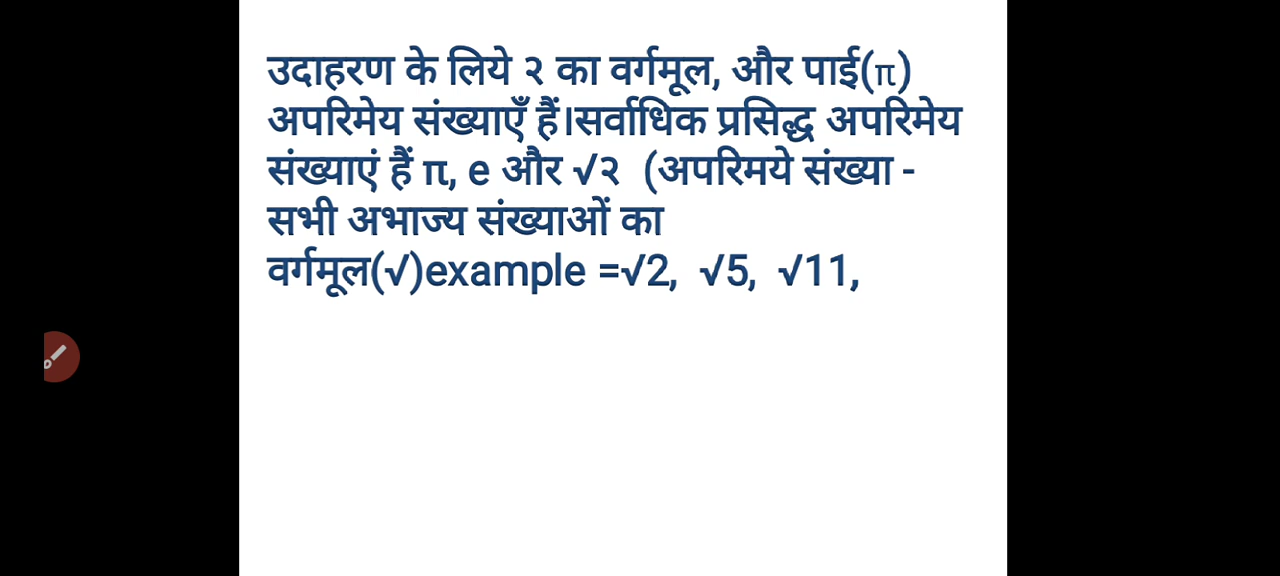 उदाहरण के लिये २ का वर्गमूल, और पाई(π)
अपरिमेय संख्याएँ हैं।सर्वाधिक प्रसिद्ध अपरिमेय
संख्याएं हैं π, e और √२ (अपरिमये संख्या -
सभी अभाज्य संख्याओं का
वर्गमूल(√)example =√2, √5, √11,